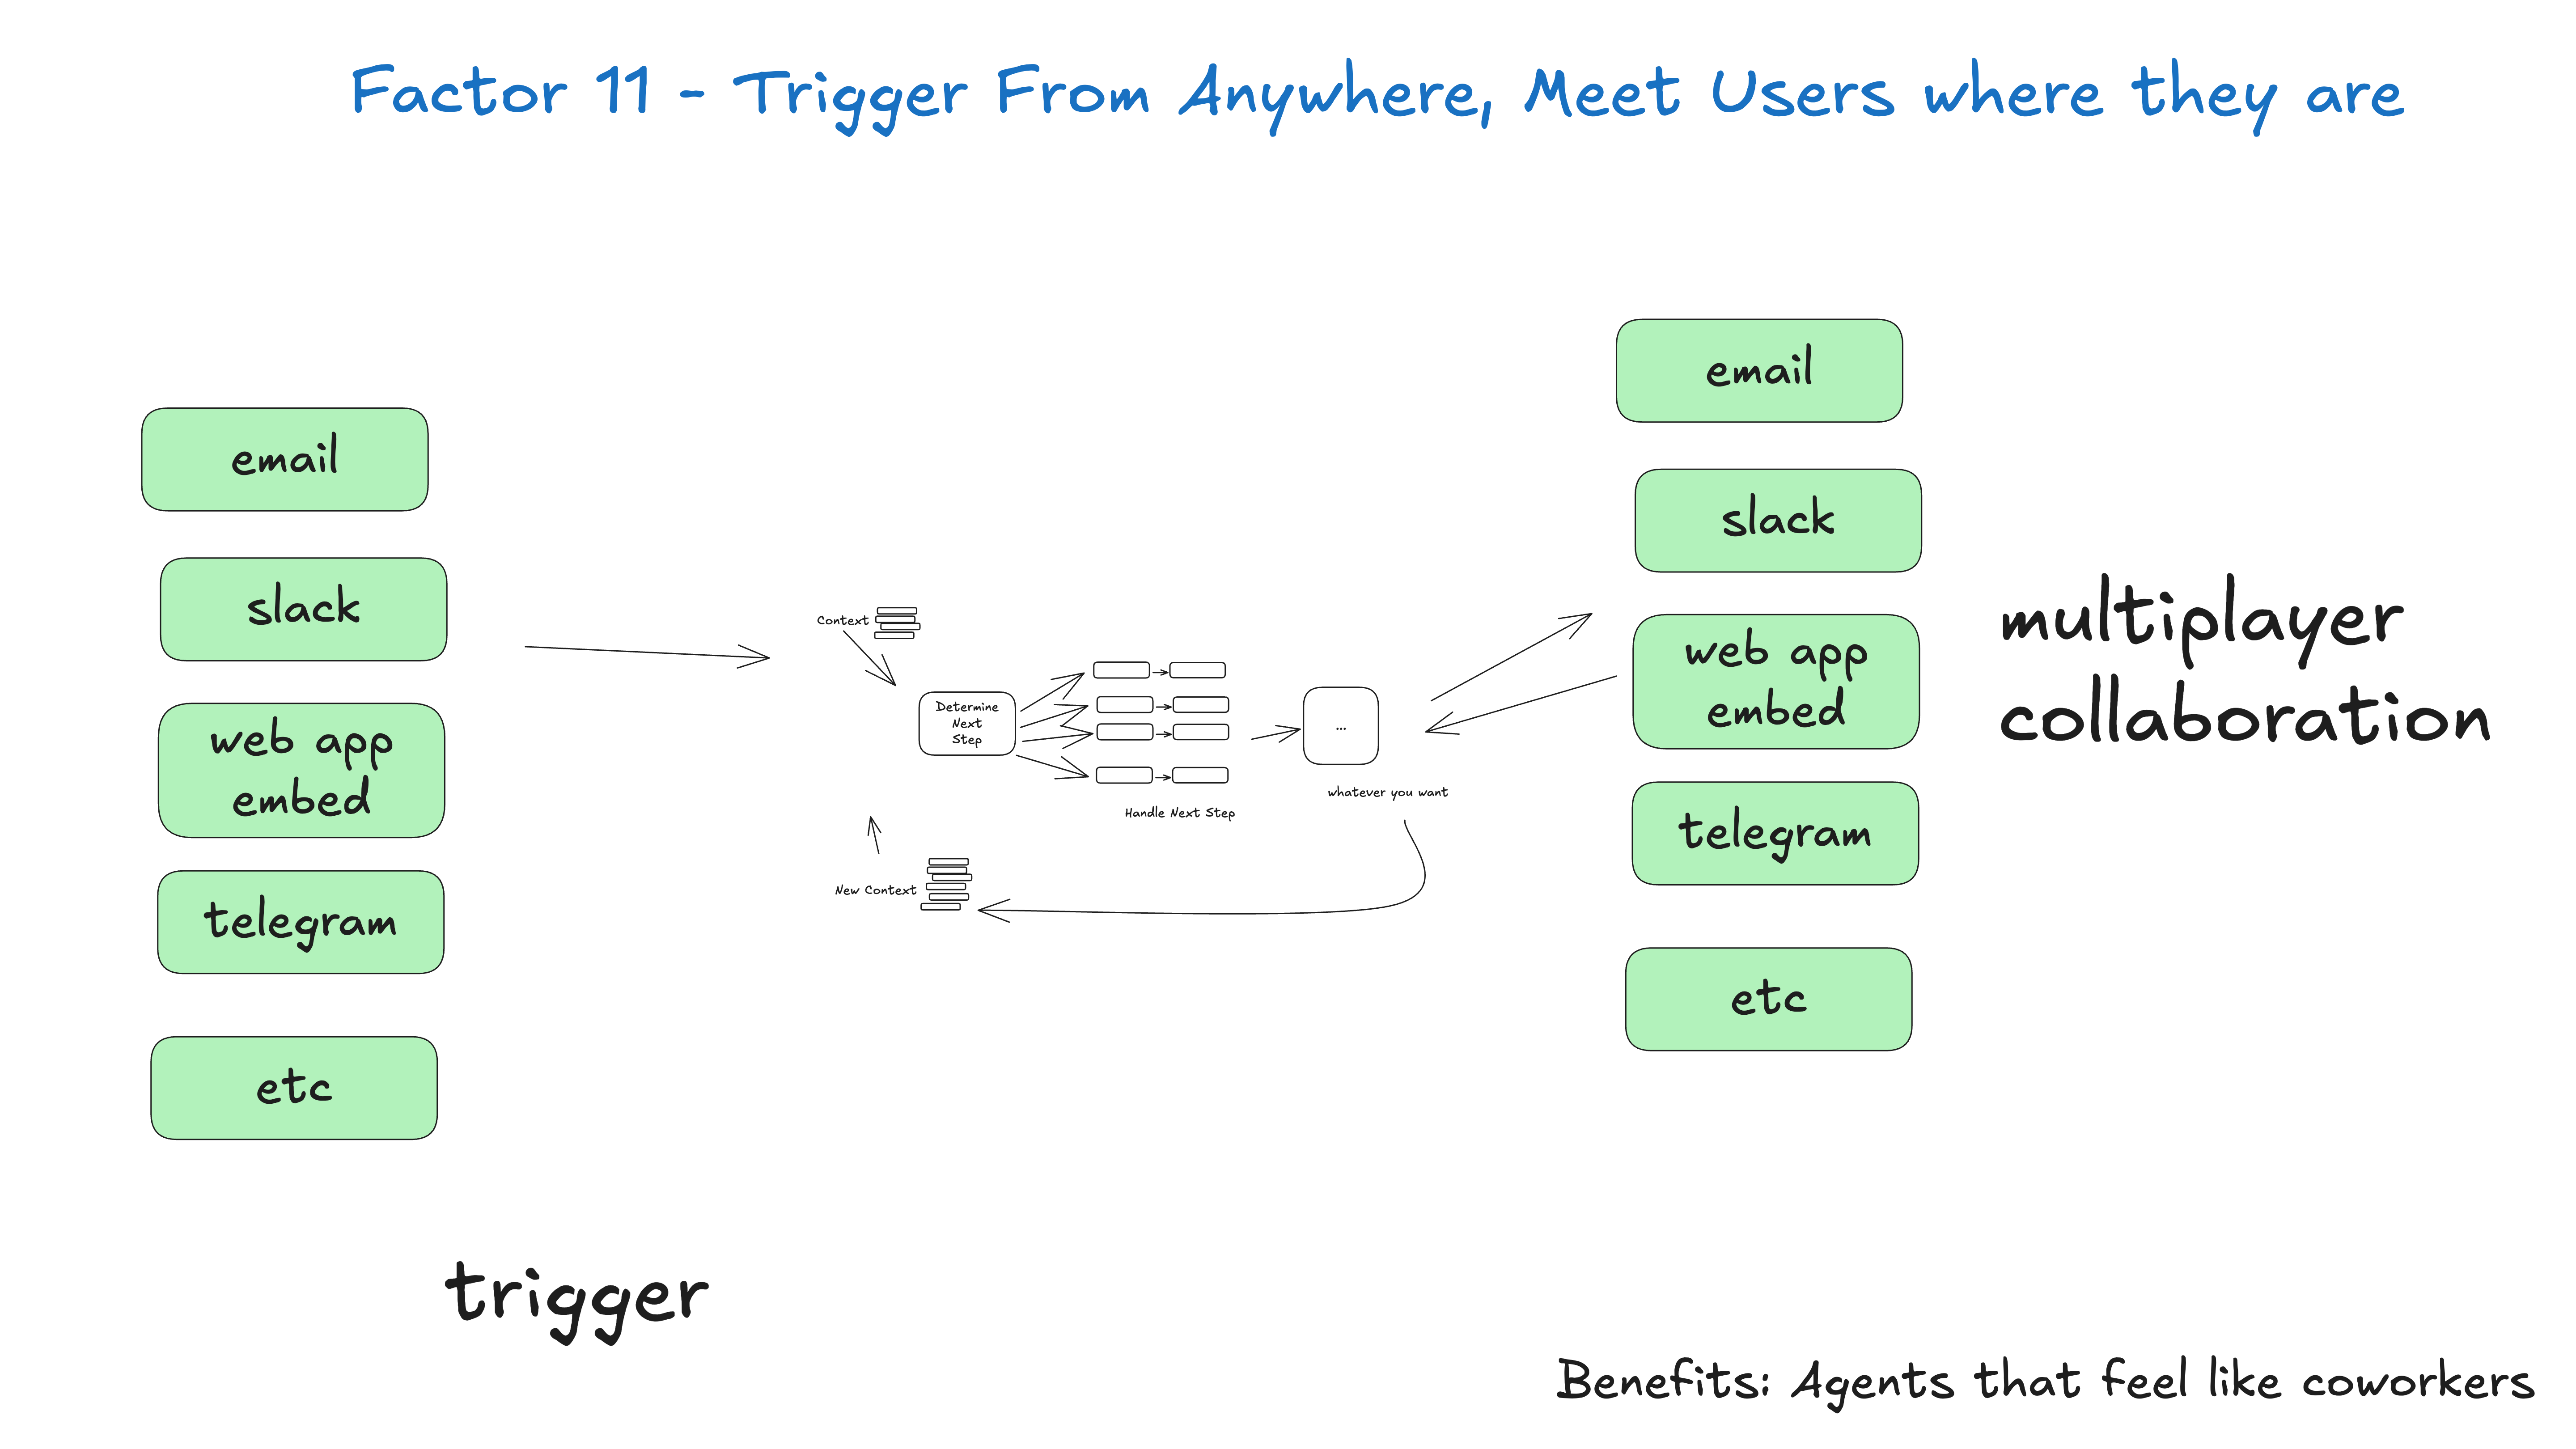 Factor 11 - Trigger From Anywhere, Meet Users where they are
email
slack
web app
embed
telegram
etc
trigger
Context
Determine
Next
Step
Handle Next Step
...
whatever you want
New Context
email
slack
web app
embed
telegram
etc
multiplayer
collaboration
Benefits: Agents that feel like coworkers